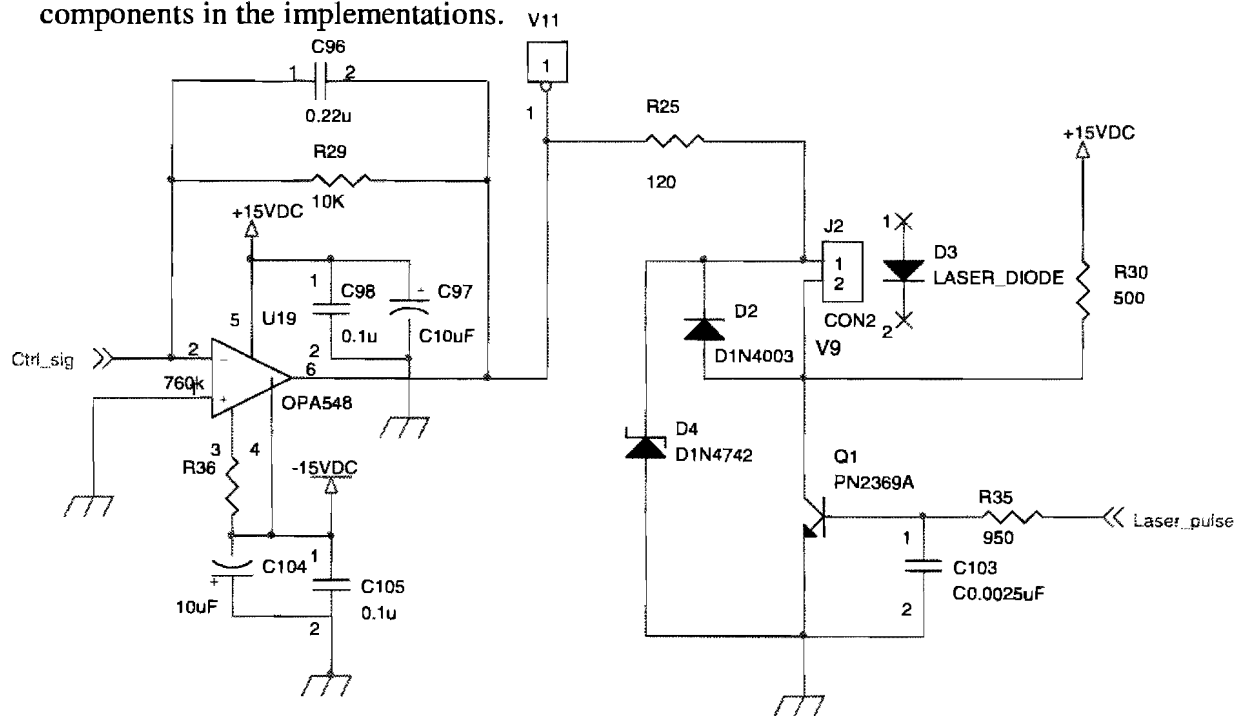 components in the implementations.
V11
C96
1
1 2
0.22u
1
R25
+15VDC
R29
120
10K
+15VDC
J2
1
D3
1
LASER_DIODE
2
R30
500
1
C98
C97
+
5
U19
D2
CON2
2
0.1u
C10uF
D1N4003
V9
Ctrl_sig
2
2
6
-
760k
+
OPA548
D4
D1N4742
3
4
Q1
R36
-15VDC
PN2369A
R35
Laser_pulse
950
1
1
C104
C103
C105
+
C0.0025uF
10uF
0.1u
2
2